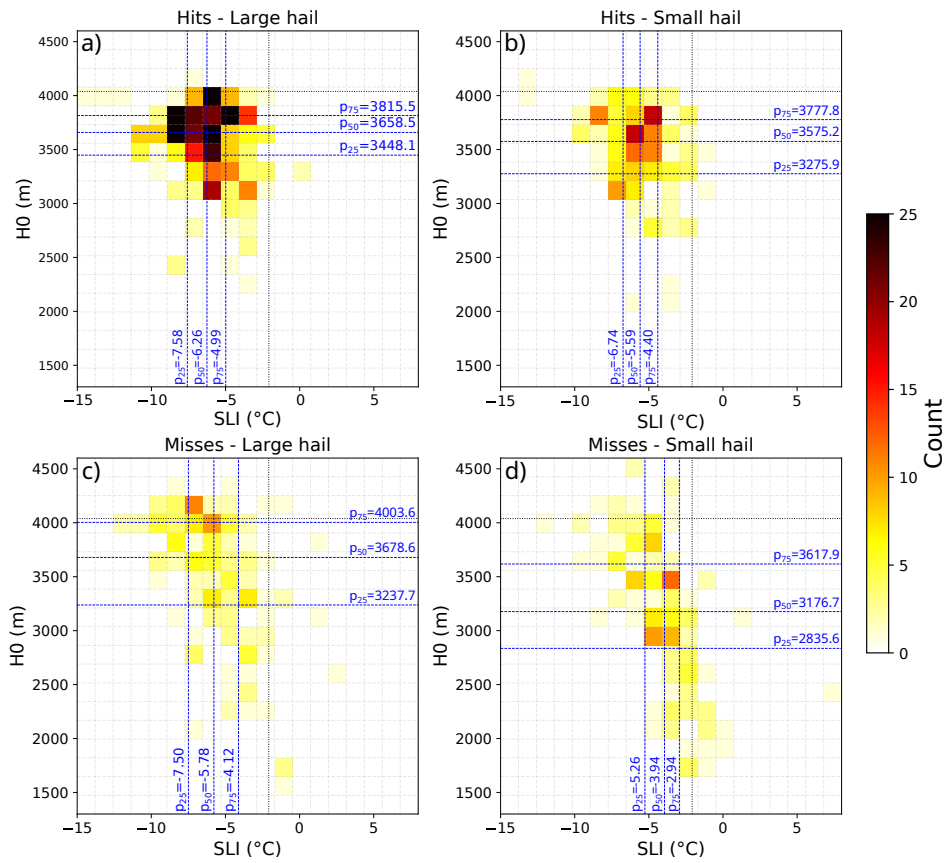 Hits - Large hail
Hits - Small hail
a)
b)
4500
4000
3500
3000
2500
2000
1500
H0 (m)
p75=3815.5
p50=3658.5
p25=3448.1
p25=-7.58
p50=-6.26
p75=-4.99
−15
−10
−5
0
5
SLI (°C)
4500
4000
3500
3000
2500
2000
1500
H0 (m)
p75=3777.8
p50=3575.2
p25=3275.9
p25=-6.74
p50=-5.59
p75=-4.40
−15
−10
−5
0
5
SLI (°C)
Misses - Large hail
Misses - Small hail
c)
d)
4500
4000
3500
3000
2500
2000
1500
H0 (m)
p75=4003.6
p50=3678.6
p25=3237.7
p25=-7.50
p50=-5.78
p75=-4.12
−15
−10
−5
0
5
SLI (°C)
4500
4000
3500
3000
2500
2000
1500
H0 (m)
p75=3617.9
p50=3176.7
p25=2835.6
p25=-5.26
p50=-3.94
p75=-2.94
−15
−10
−5
0
5
SLI (°C)
25
20
15
10
5
0
Count